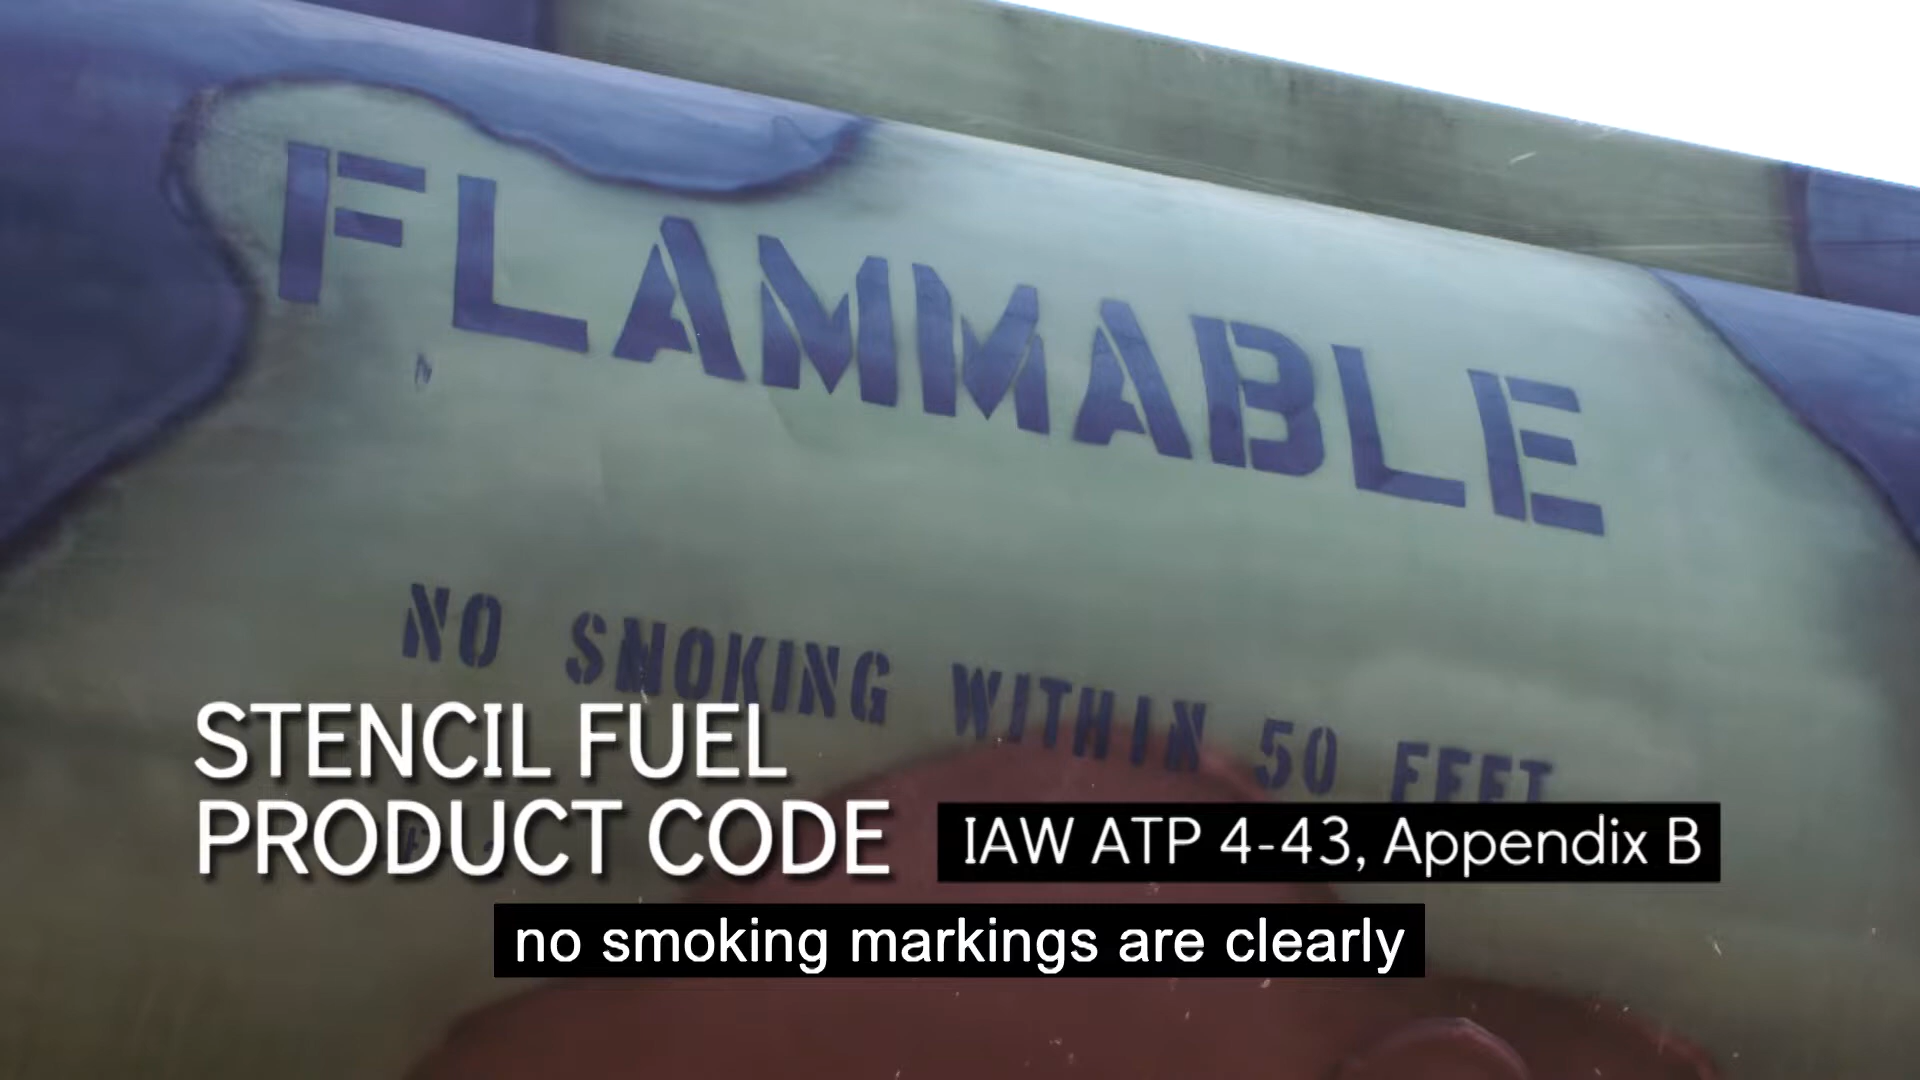 FLAMMABLE
NO SMOKING WITHIN 50 FEET
STENCIL FUEL
PRODUCT CODE
IAW ATP 4-43, Appendix B
no smoking markings are clearly